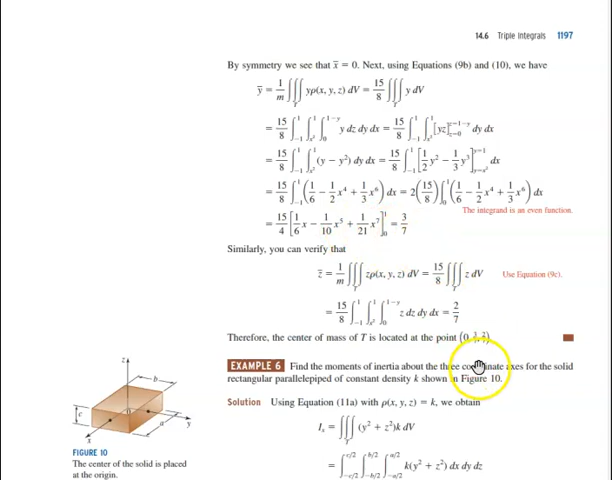 14.6 Triple Integrals 1197
By symmetry we see that x̄ = 0. Next, using Equations (9b) and (10), we have
ȳ = 1/m ∭_T yρ(x, y, z) dV = 15/8 ∭_T y dV
= 15/8 ∫_{-1}^{1} ∫_{x²}^{1} ∫_0^{1-y} y dz dy dx = 15/8 ∫_{-1}^{1} ∫_{x²}^{1} [yz]_{z=0}^{z=1-y} dy dx
= 15/8 ∫_{-1}^{1} ∫_{x²}^{1} (y − y²) dy dx = 15/8 ∫_{-1}^{1} [1/2 y² − 1/3 y³]_{y=x²}^{y=1} dx
= 15/8 ∫_{-1}^{1} (1/6 − 1/2 x⁴ + 1/3 x⁶) dx = 2(15/8) ∫_0^1 (1/6 − 1/2 x⁴ + 1/3 x⁶) dx
The integrand is an even function.
= 15/4 [1/6 x − 1/10 x⁵ + 1/21 x⁷]_0^1 = 3/7
Similarly, you can verify that
z̄ = 1/m ∭_T zρ(x, y, z) dV = 15/8 ∭_T z dV Use Equation (9c).
= 15/8 ∫_{-1}^{1} ∫_{x²}^{1} ∫_0^{1-y} z dz dy dx = 2/7
Therefore, the center of mass of T is located at the point (0, 3/7, 2/7).
EXAMPLE 6 Find the moments of inertia about the three coordinate axes for the solid
rectangular parallelepiped of constant density k shown in Figure 10.
Solution Using Equation (11a) with ρ(x, y, z) = k, we obtain
I_x = ∭_T (y² + z²)k dV
= ∫_{-c/2}^{c/2} ∫_{-b/2}^{b/2} ∫_{-a/2}^{a/2} k(y² + z²) dx dy dz
z
b
c
0
a
x
y
FIGURE 10
The center of the solid is placed
at the origin.